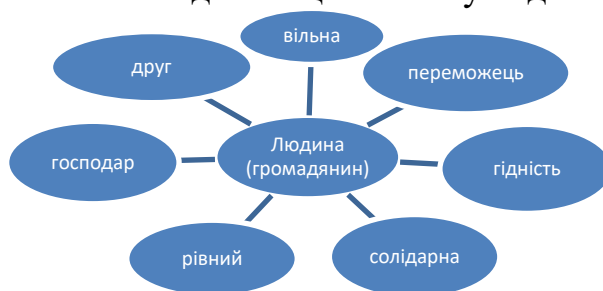 вільна
друг
переможець
Людина
(громадянин)
господар
гідність
рівний
солідарна